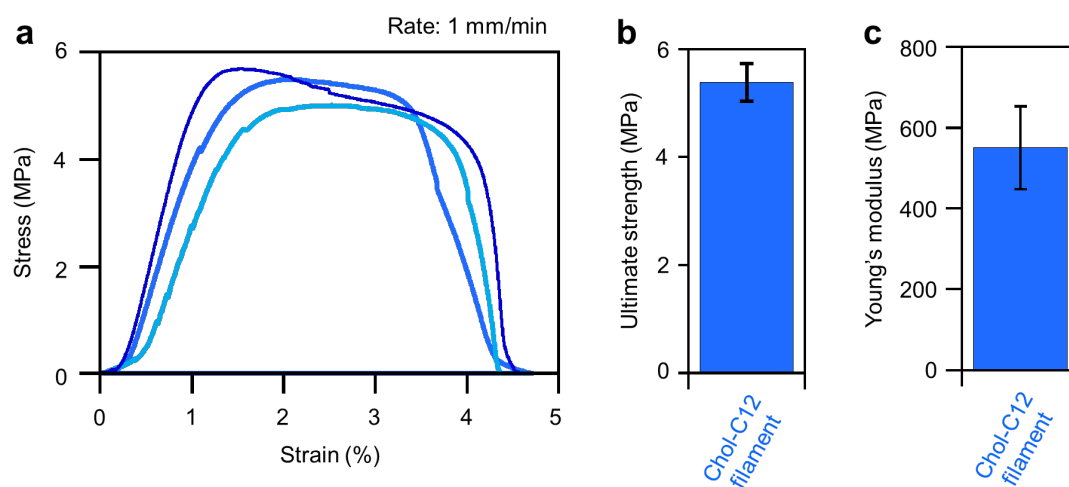 a
Rate: 1 mm/min
6
4
2
0
Stress (MPa)
0 1 2 3 4 5
Strain (%)
b
6
4
2
0
Ultimate strength (MPa)
Chol-C12
filament
c
800
600
400
200
0
Young's modulus (MPa)
Chol-C12
filament